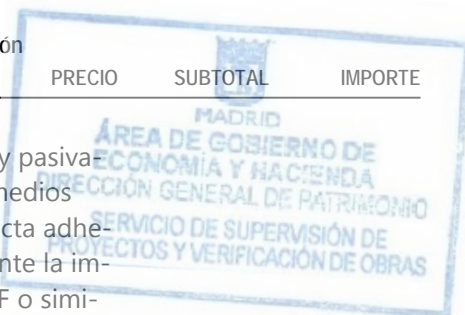 ón
PRECIO SUBTOTAL IMPORTE
MADRID
ÁREA DE GOBIERNO DE
y pasiva-
ECONOMÍA Y HACIENDA
medios
DIRECCIÓN GENERAL DE PATRIMONIO
cta adhe-
SERVICIO DE SUPERVISIÓN DE
PROYECTOS Y VERIFICACIÓN DE OBRAS
nte la im-
F o simi-